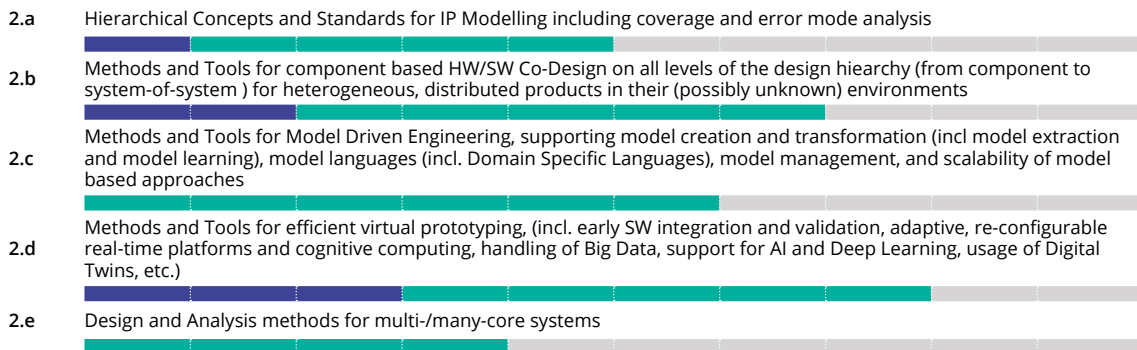 2.a Hierarchical Concepts and Standards for IP Modelling including coverage and error mode analysis
Methods and Tools for component based HW/SW Co-Design on all levels of the design hiearchy (from component to
2.b system-of-system ) for heterogeneous, distributed products in their (possibly unknown) environments
Methods and Tools for Model Driven Engineering, supporting model creation and transformation (incl model extraction
2.c and model learning), model languages (incl. Domain Specific Languages), model management, and scalability of model
based approaches
Methods and Tools for efficient virtual prototyping, (incl. early SW integration and validation, adaptive, re-configurable
2.d real-time platforms and cognitive computing, handling of Big Data, support for AI and Deep Learning, usage of Digital
Twins, etc.)
2.e Design and Analysis methods for multi-/many-core systems